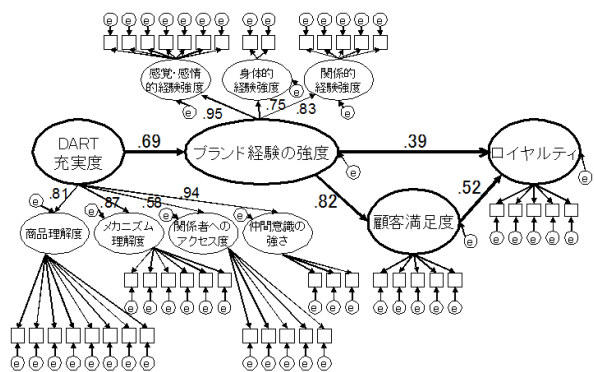 e e e e e e e e e e e e e e
感覚・感情
的経験強度
身体的
経験強度
関係的
経験強度
e
e
e
.95
.75
.83
DART
充実度
.69
ブランド経験の強度
e
.39
ロイヤルティ
e
.82
.52
顧客満足度
e
.81
.87
.58
.94
e
e
e
e
商品理解度
メカニズム
理解度
関係者への
アクセス度
仲間意識の
強さ
e e e e e
e e e e e e
e e e
e e e e e
e e e e e e e e
e e e e e